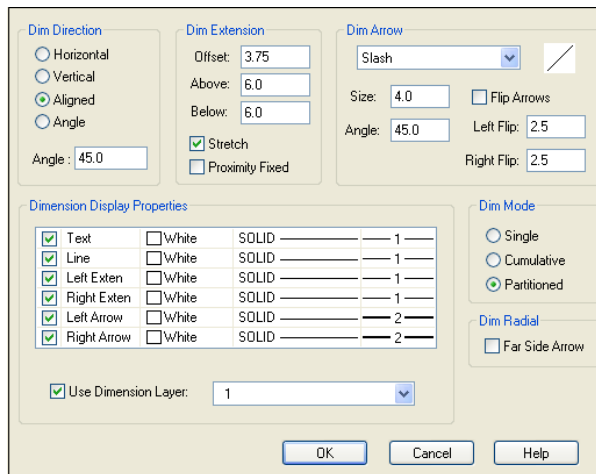 Dim Direction
Horizontal
Vertical
Aligned
Angle
Angle : 45.0
Dim Extension
Offset: 3.75
Above: 6.0
Below: 6.0
Stretch
Proximity Fixed
Dim Arrow
Slash
Size: 4.0
Flip Arrows
Angle: 45.0
Left Flip: 2.5
Right Flip: 2.5
Dimension Display Properties
Text White SOLID 1
Line White SOLID 1
Left Exten White SOLID 1
Right Exten White SOLID 1
Left Arrow White SOLID 2
Right Arrow White SOLID 2
Use Dimension Layer: 1
Dim Mode
Single
Cumulative
Partitioned
Dim Radial
Far Side Arrow
OK Cancel Help